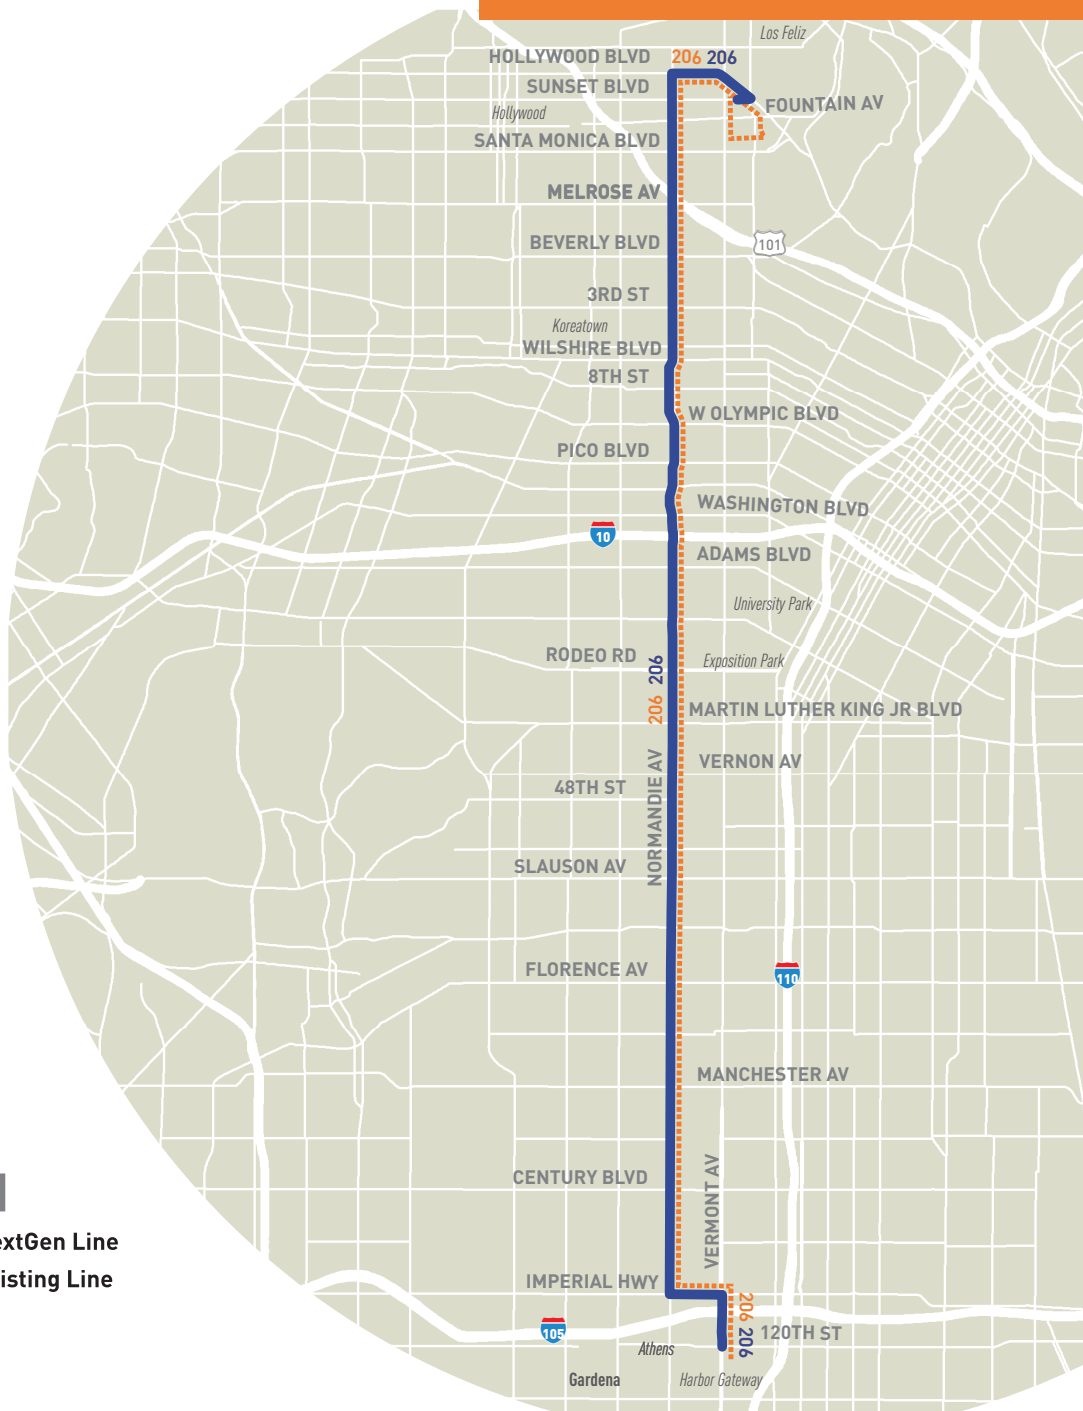 Los Feliz
HOLLYWOOD BLVD
206 206
SUNSET BLVD
FOUNTAIN AV
Hollywood
SANTA MONICA BLVD
MELROSE AV
BEVERLY BLVD
101
3RD ST
Koreatown
WILSHIRE BLVD
8TH ST
W OLYMPIC BLVD
PICO BLVD
WASHINGTON BLVD
10
ADAMS BLVD
University Park
RODEO RD
206 206
Exposition Park
MARTIN LUTHER KING JR BLVD
NORMANDIE AV
VERNON AV
48TH ST
SLAUSON AV
FLORENCE AV
110
MANCHESTER AV
VERMONT AV
CENTURY BLVD
extGen Line
isting Line
IMPERIAL HWY
206 206
105
120TH ST
Athens
Gardena
Harbor Gateway